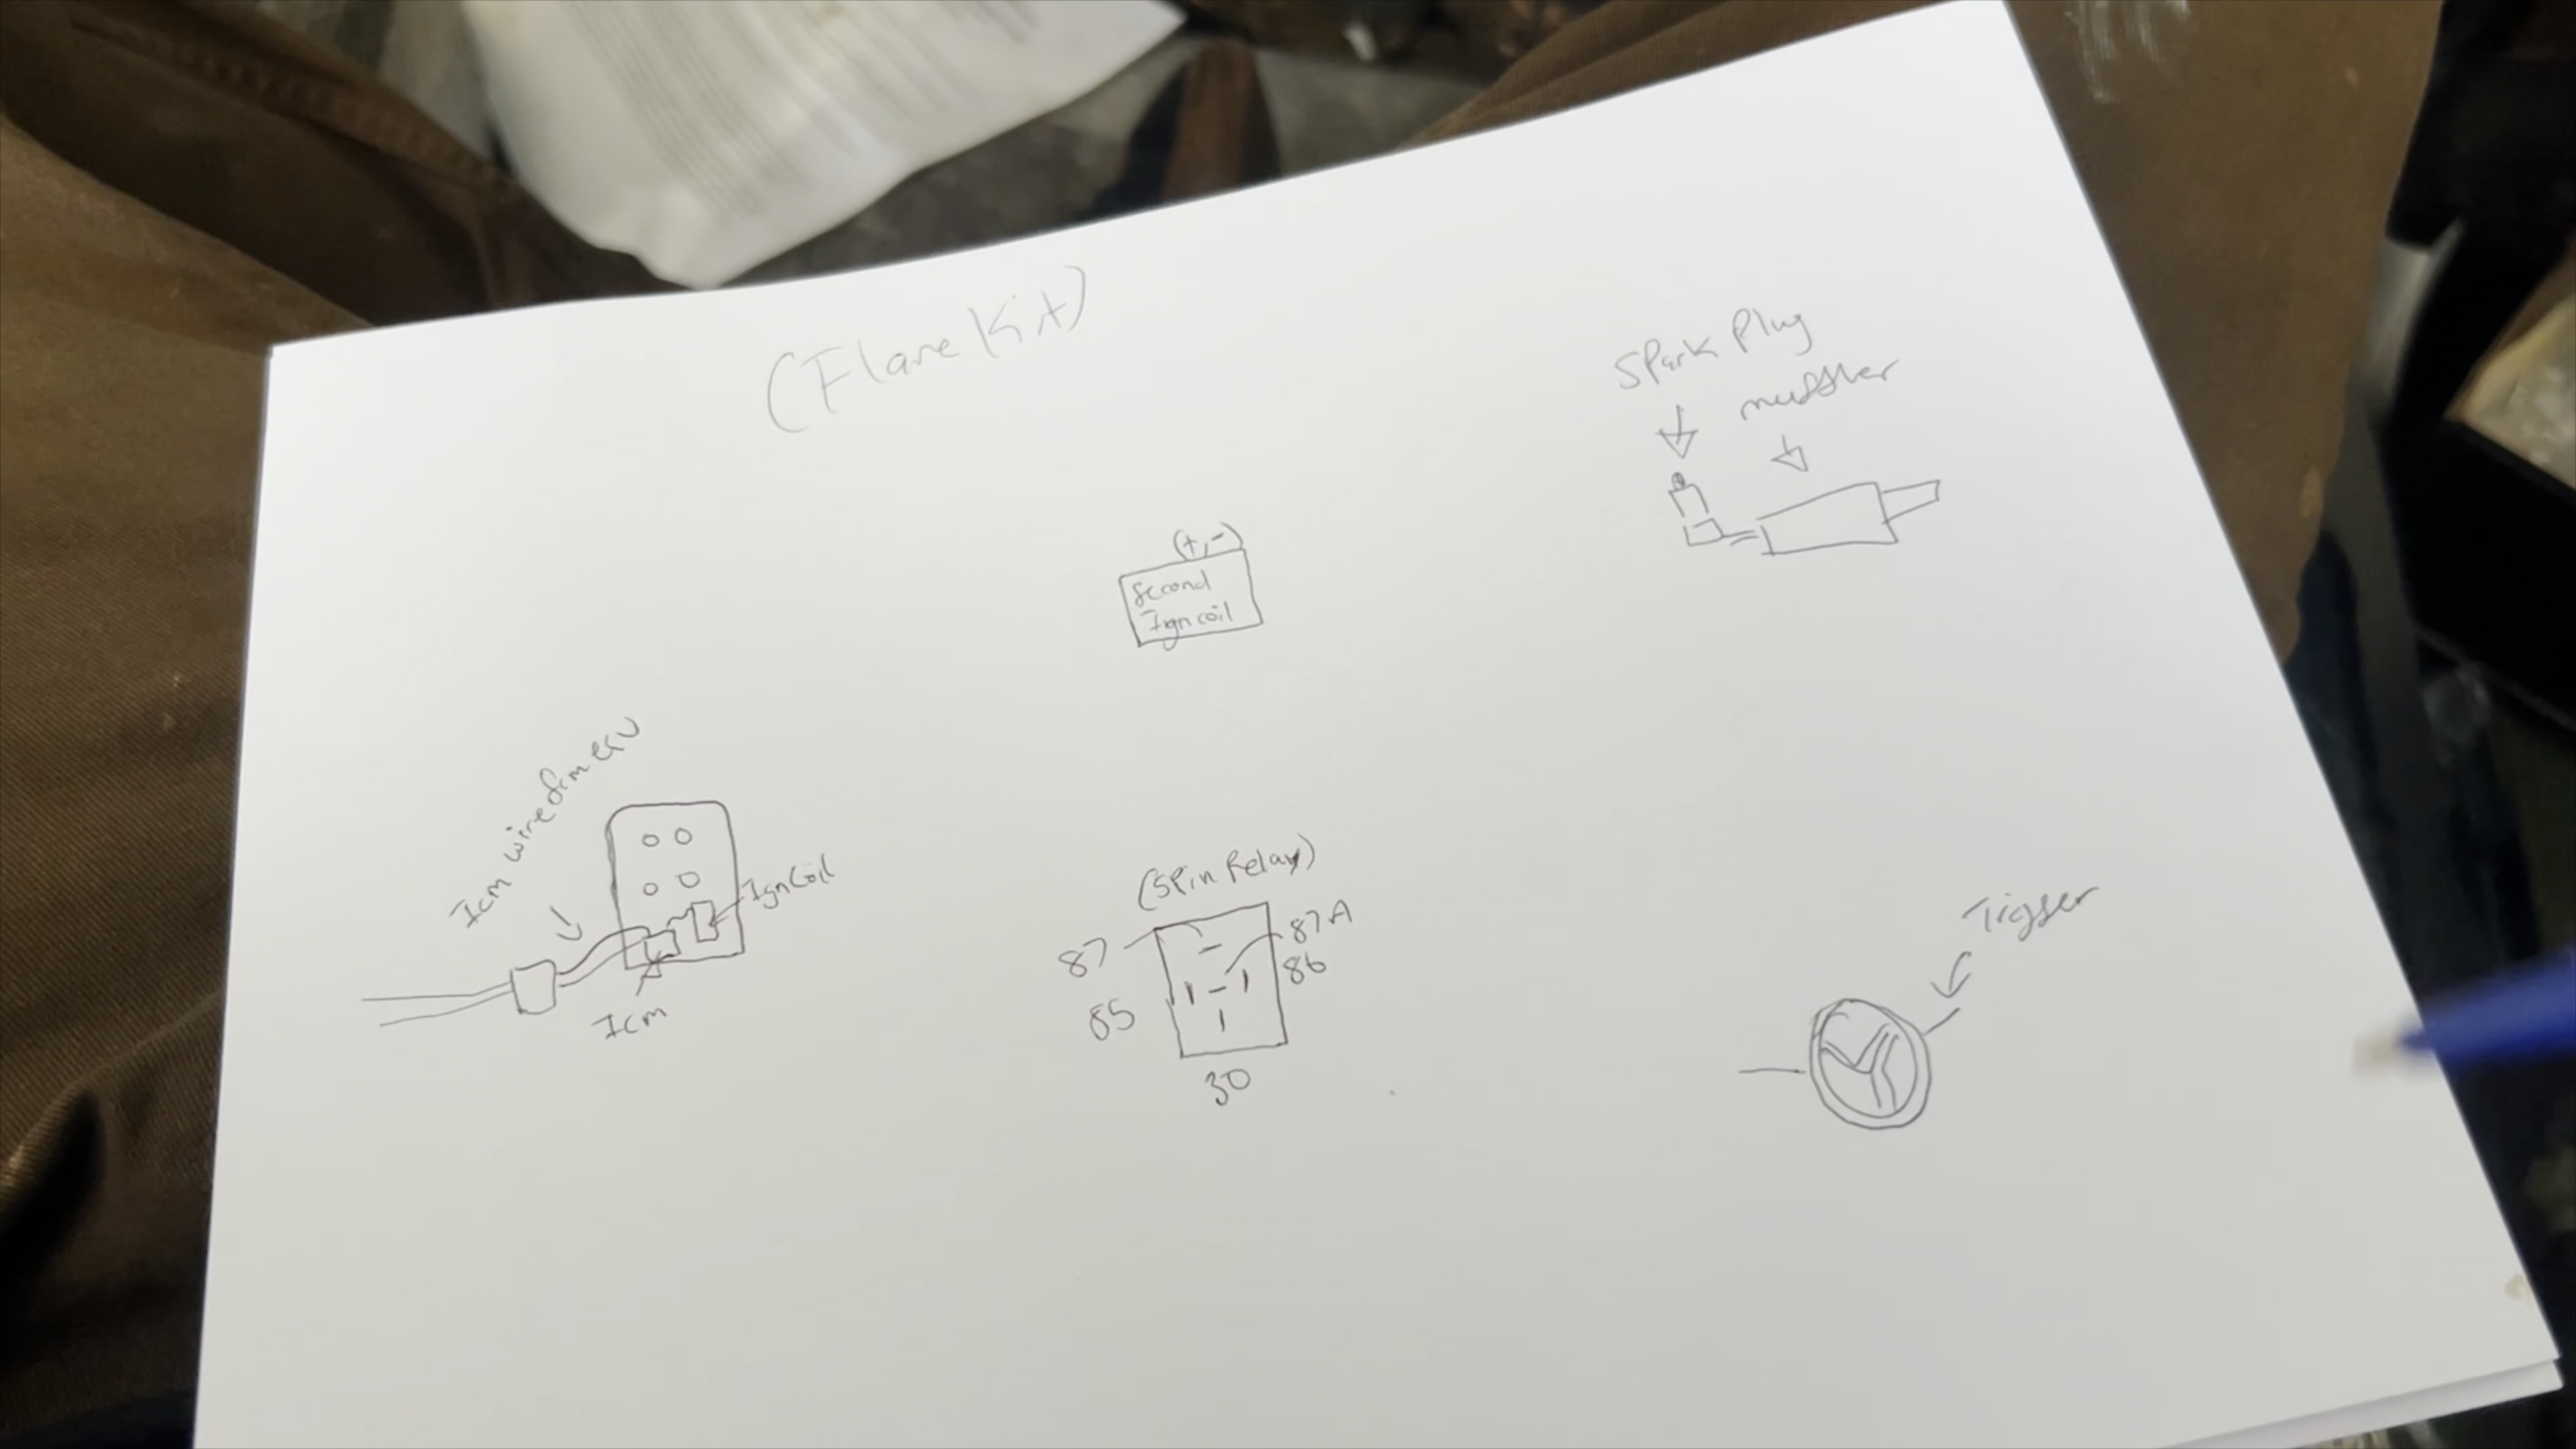 (Flame Kit)
Spark Plug
muffler
(+,-)
Second
Ign coil
Icm wire from ecu
Ign Coil
Icm
(5Pin Relay)
87
87A
86
85
30
Trigger